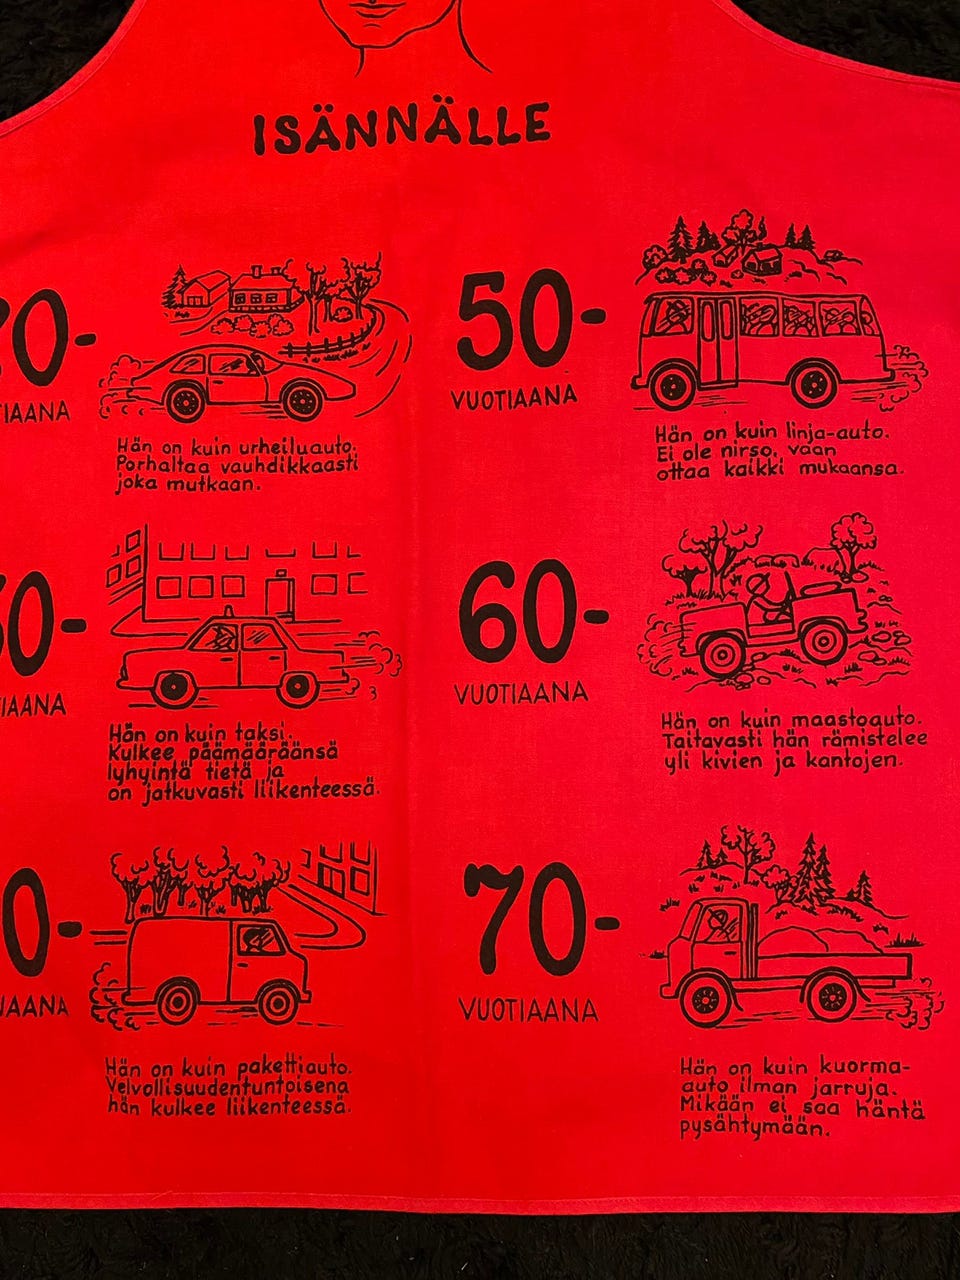 ISÄNNÄLLE
20-
TIAANA
Hän on kuin urheiluauto.
Porhaltaa vauhdikkaasti
joka mutkaan.
30-
IAANA
Hän on kuin taksi.
Kulkee päämääräänsä
lyhyintä tietä ja
on jatkuvasti liikenteessä.
0-
IAANA
Hän on kuin pakettiauto.
Velvollisuudentuntoisena
hän kulkee liikenteessä.
50-
VUOTIAANA
Hän on kuin linja-auto.
Ei ole nirso, vaan
ottaa kaikki mukaansa.
60-
VUOTIAANA
Hän on kuin maastoauto.
Taitavasti hän rämistelee
yli kivien ja kantojen.
70-
VUOTIAANA
Hän on kuin kuorma-
auto ilman jarruja.
Mikään ei saa häntä
pysähtymään.